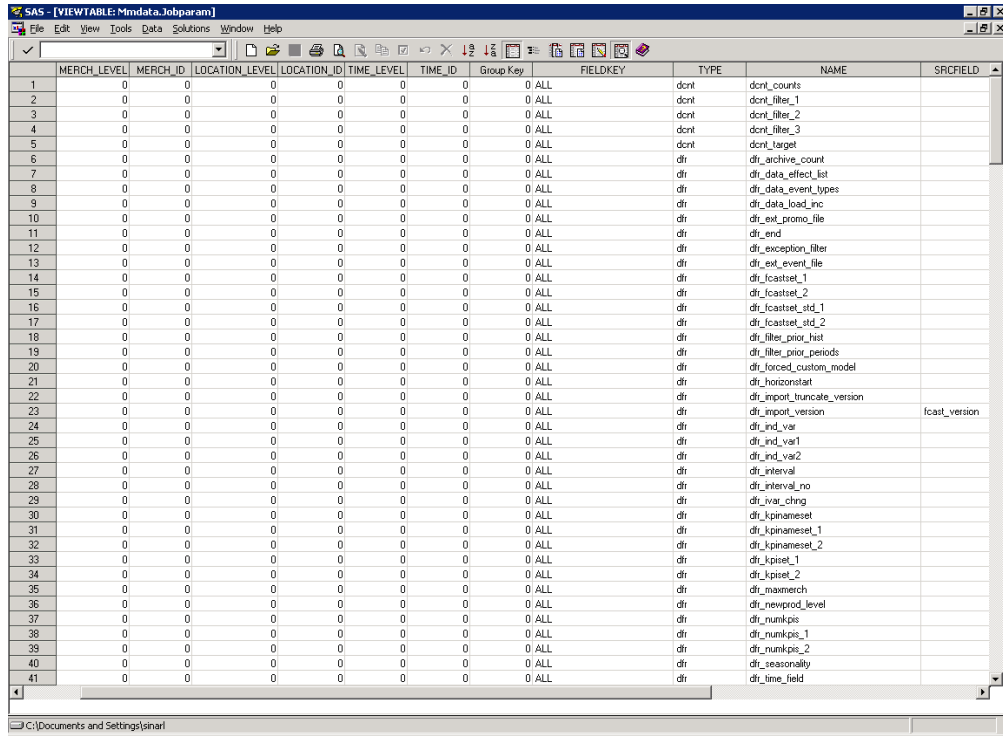 SAS - [VIEWTABLE: Mmdata.Jobparam]
File Edit View Tools Data Solutions Window Help
MERCH_LEVEL MERCH_ID LOCATION_LEVEL LOCATION_ID TIME_LEVEL TIME_ID Group Key FIELDKEY TYPE NAME SRCFIELD
1 0 0 0 0 0 0 0 ALL dcnt dcnt_counts
2 0 0 0 0 0 0 0 ALL dcnt dcnt_filter_1
3 0 0 0 0 0 0 0 ALL dcnt dcnt_filter_2
4 0 0 0 0 0 0 0 ALL dcnt dcnt_filter_3
5 0 0 0 0 0 0 0 ALL dcnt dcnt_target
6 0 0 0 0 0 0 0 ALL dfr dfr_archive_count
7 0 0 0 0 0 0 0 ALL dfr dfr_data_effect_list
8 0 0 0 0 0 0 0 ALL dfr dfr_data_event_types
9 0 0 0 0 0 0 0 ALL dfr dfr_data_load_inc
10 0 0 0 0 0 0 0 ALL dfr dfr_ext_promo_file
11 0 0 0 0 0 0 0 ALL dfr dfr_end
12 0 0 0 0 0 0 0 ALL dfr dfr_exception_filter
13 0 0 0 0 0 0 0 ALL dfr dfr_ext_event_file
14 0 0 0 0 0 0 0 ALL dfr dfr_fcastset_1
15 0 0 0 0 0 0 0 ALL dfr dfr_fcastset_2
16 0 0 0 0 0 0 0 ALL dfr dfr_fcastset_std_1
17 0 0 0 0 0 0 0 ALL dfr dfr_fcastset_std_2
18 0 0 0 0 0 0 0 ALL dfr dfr_filter_prior_hist
19 0 0 0 0 0 0 0 ALL dfr dfr_filter_prior_periods
20 0 0 0 0 0 0 0 ALL dfr dfr_forced_custom_model
21 0 0 0 0 0 0 0 ALL dfr dfr_horizonstart
22 0 0 0 0 0 0 0 ALL dfr dfr_import_truncate_version
23 0 0 0 0 0 0 0 ALL dfr dfr_import_version fcast_version
24 0 0 0 0 0 0 0 ALL dfr dfr_ind_var
25 0 0 0 0 0 0 0 ALL dfr dfr_ind_var1
26 0 0 0 0 0 0 0 ALL dfr dfr_ind_var2
27 0 0 0 0 0 0 0 ALL dfr dfr_interval
28 0 0 0 0 0 0 0 ALL dfr dfr_interval_no
29 0 0 0 0 0 0 0 ALL dfr dfr_ivar_chng
30 0 0 0 0 0 0 0 ALL dfr dfr_kpinameset
31 0 0 0 0 0 0 0 ALL dfr dfr_kpinameset_1
32 0 0 0 0 0 0 0 ALL dfr dfr_kpinameset_2
33 0 0 0 0 0 0 0 ALL dfr dfr_kpiset_1
34 0 0 0 0 0 0 0 ALL dfr dfr_kpiset_2
35 0 0 0 0 0 0 0 ALL dfr dfr_maxmerch
36 0 0 0 0 0 0 0 ALL dfr dfr_newprod_level
37 0 0 0 0 0 0 0 ALL dfr dfr_numkpis
38 0 0 0 0 0 0 0 ALL dfr dfr_numkpis_1
39 0 0 0 0 0 0 0 ALL dfr dfr_numkpis_2
40 0 0 0 0 0 0 0 ALL dfr dfr_seasonality
41 0 0 0 0 0 0 0 ALL dfr dfr_time_field
C:\Documents and Settings\sinarl